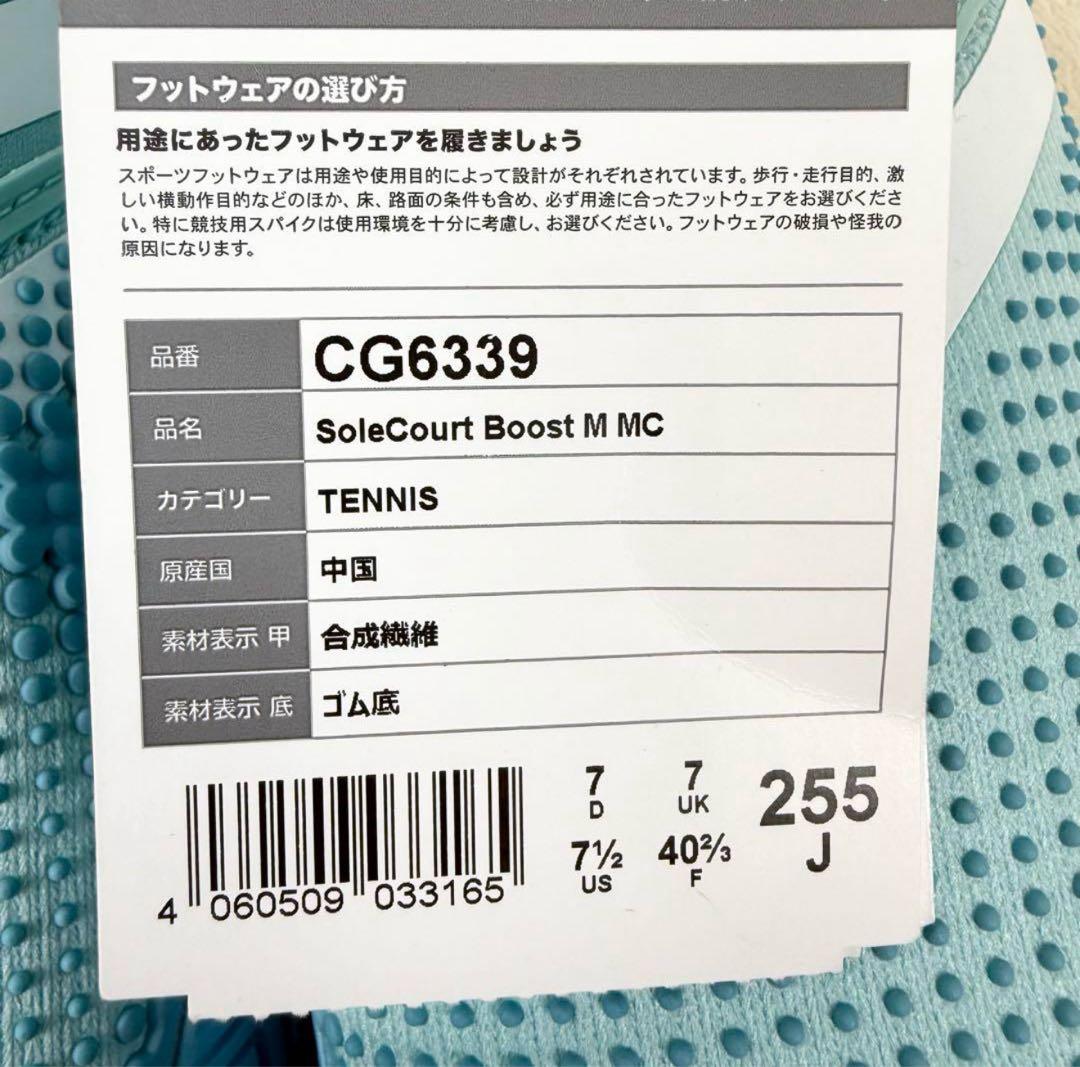 フットウェアの選び方
用途にあったフットウェアを履きましょう
スポーツフットウェアは用途や使用目的によって設計がそれぞれされています。歩行・走行目的、激
しい横動作目的などのほか、床、路面の条件も含め、必ず用途に合ったフットウェアをお選びくださ
い。特に競技用スパイクは使用環境を十分に考慮し、お選びください。フットウェアの破損や怪我の
原因になります。
品番 CG6339
品名 SoleCourt Boost M MC
カテゴリー TENNIS
原産国 中国
素材表示 甲 合成繊維
素材表示 底 ゴム底
7 7 255
D UK J
7½ 40⅔
US F
4 060509 033165